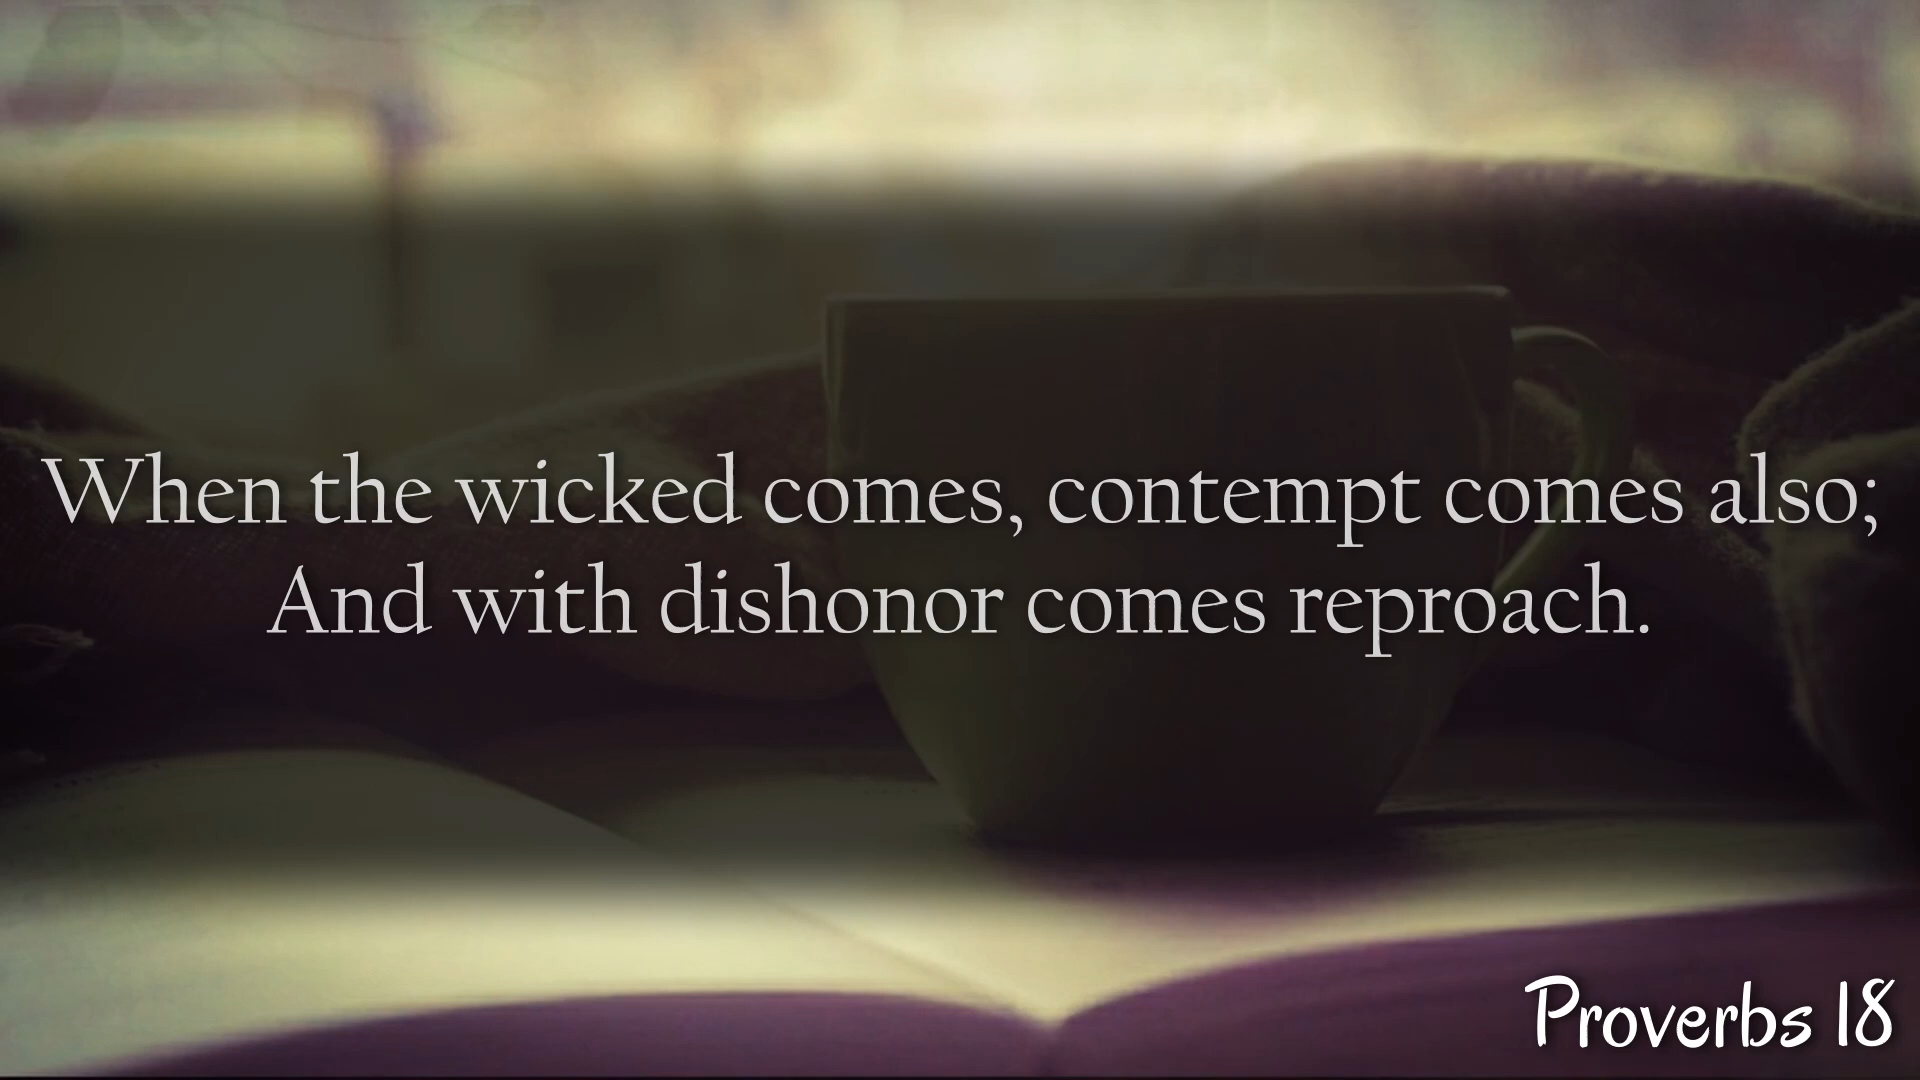 When the wicked comes, contempt comes also;
And with dishonor comes reproach.
Proverbs 18